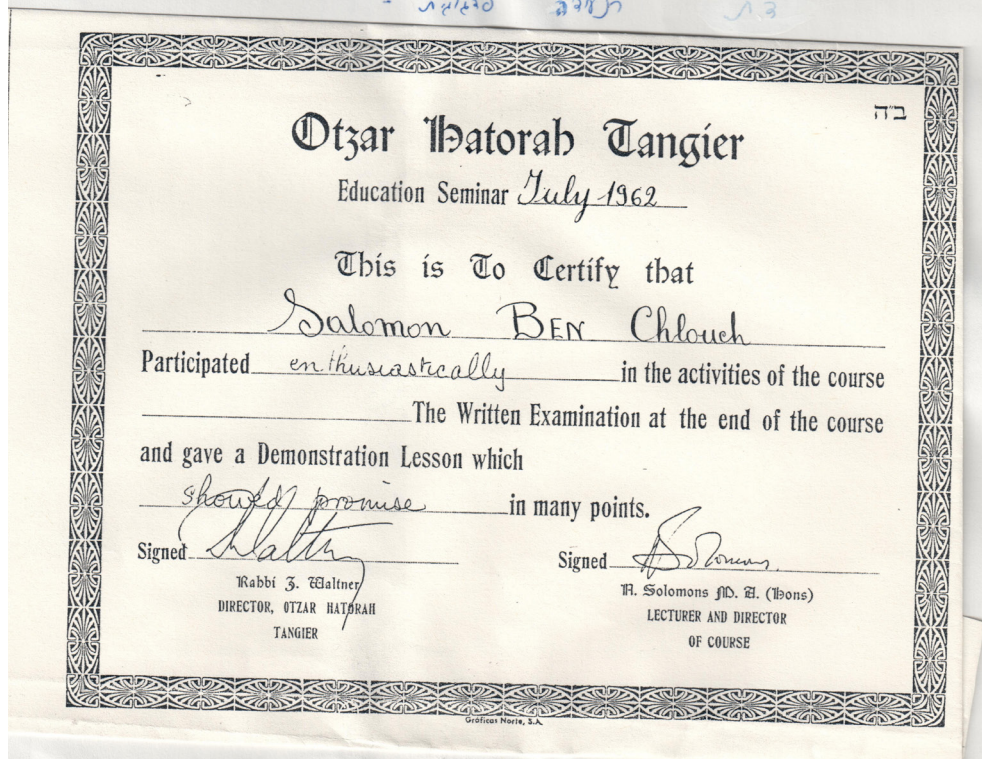 תעודה
ב"ה
Otzar Hatorah Tangier
Education Seminar July 1962
This is To Certify that
Salomon BEN Chlouch
Participated enthusiastically in the activities of the course
The Written Examination at the end of the course
and gave a Demonstration Lesson which
showed promise in many points.
Signed Signed
Rabbi Z. Waltner
DIRECTOR, OTZAR HATORAH
TANGIER
A. Solomons M. A. (Hons)
LECTURER AND DIRECTOR
OF COURSE
Gráficas Norte, S.A.